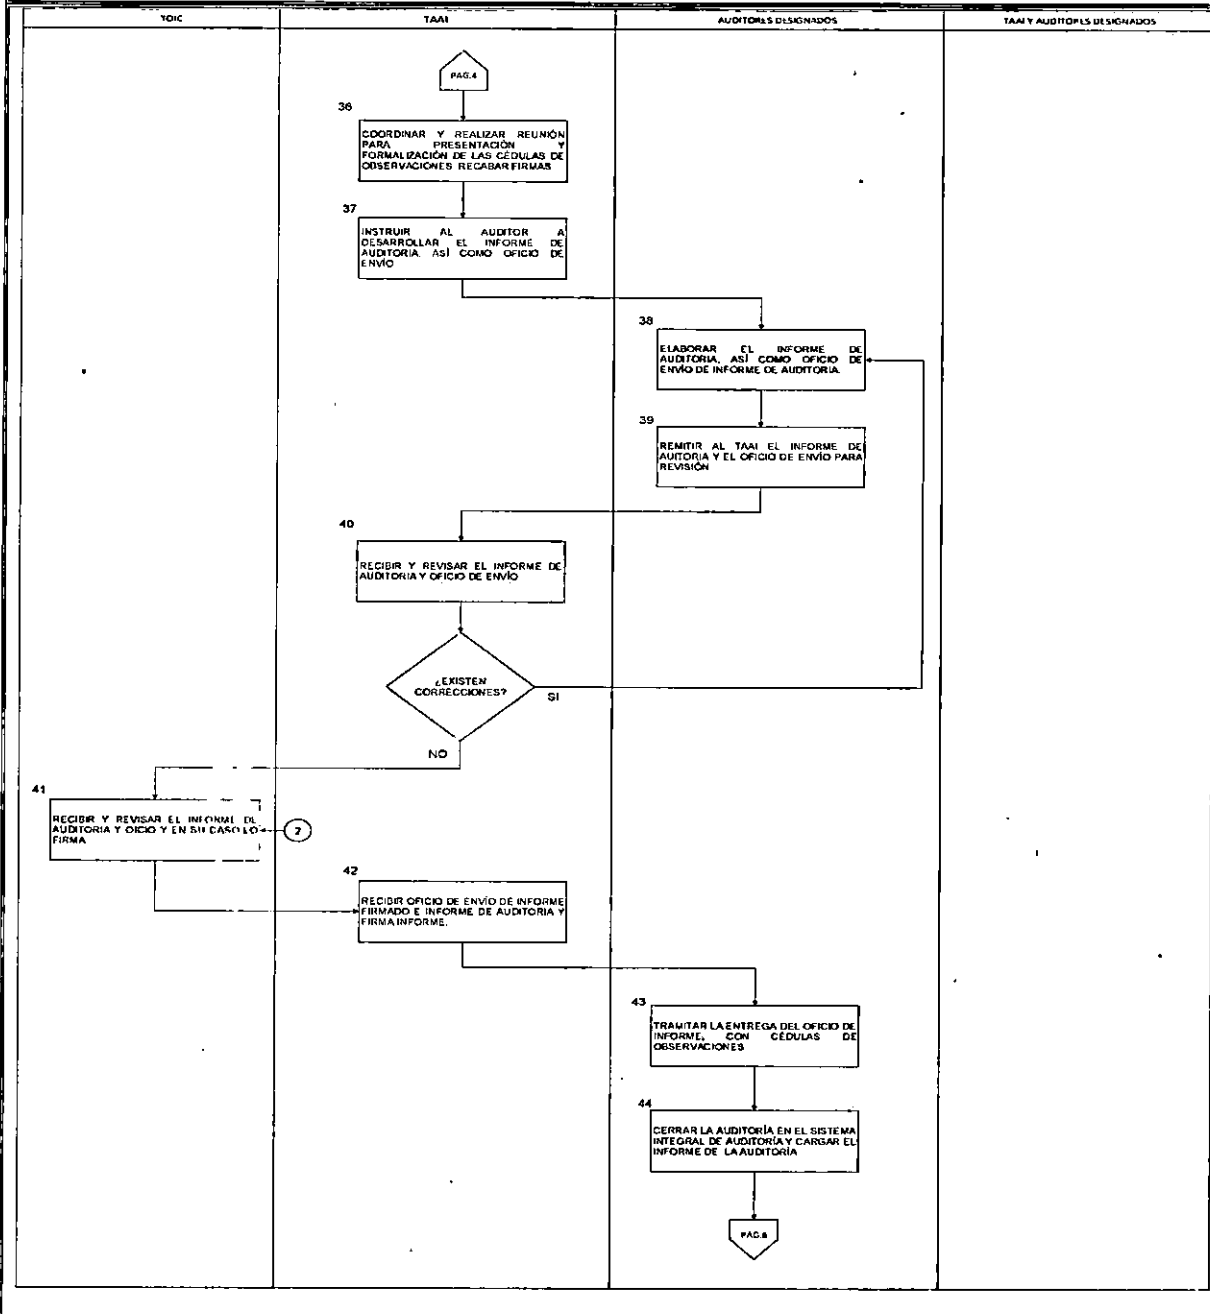 TOIC
TAAI
AUDITORES DESIGNADOS
TAAI Y AUDITORES DESIGNADOS
PAG.4
36
COORDINAR Y REALIZAR REUNIÓN
PARA PRESENTACIÓN Y
FORMALIZACIÓN DE LAS CÉDULAS DE
OBSERVACIONES RECABAR FIRMAS
37
INSTRUIR AL AUDITOR A
DESARROLLAR EL INFORME DE
AUDITORIA, ASÍ COMO OFICIO DE
ENVÍO
38
ELABORAR EL INFORME DE
AUDITORIA, ASÍ COMO OFICIO DE
ENVÍO DE INFORME DE AUDITORIA.
39
REMITIR AL TAAI EL INFORME DE
AUITORIA Y EL OFICIO DE ENVÍO PARA
REVISIÓN
40
RECIBIR Y REVISAR EL INFORME DE
AUDITORIA Y OFICIO DE ENVÍO
¿EXISTEN
CORRECCIONES?
SI
NO
41
RECIBIR Y REVISAR EL INFORME DE
AUDITORIA Y OICIO Y EN SU CASO LO
FIRMA
7
42
RECIBIR OFICIO DE ENVÍO DE INFORME
FIRMADO E INFORME DE AUDITORIA Y
FIRMA INFORME.
43
TRAMITAR LA ENTREGA DEL OFICIO DE
INFORME, CON CÉDULAS DE
OBSERVACIONES
44
CERRAR LA AUDITORÍA EN EL SISTEMA
INTEGRAL DE AUDITORÍA Y CARGAR EL
INFORME DE LA AUDITORÍA
PAG.6